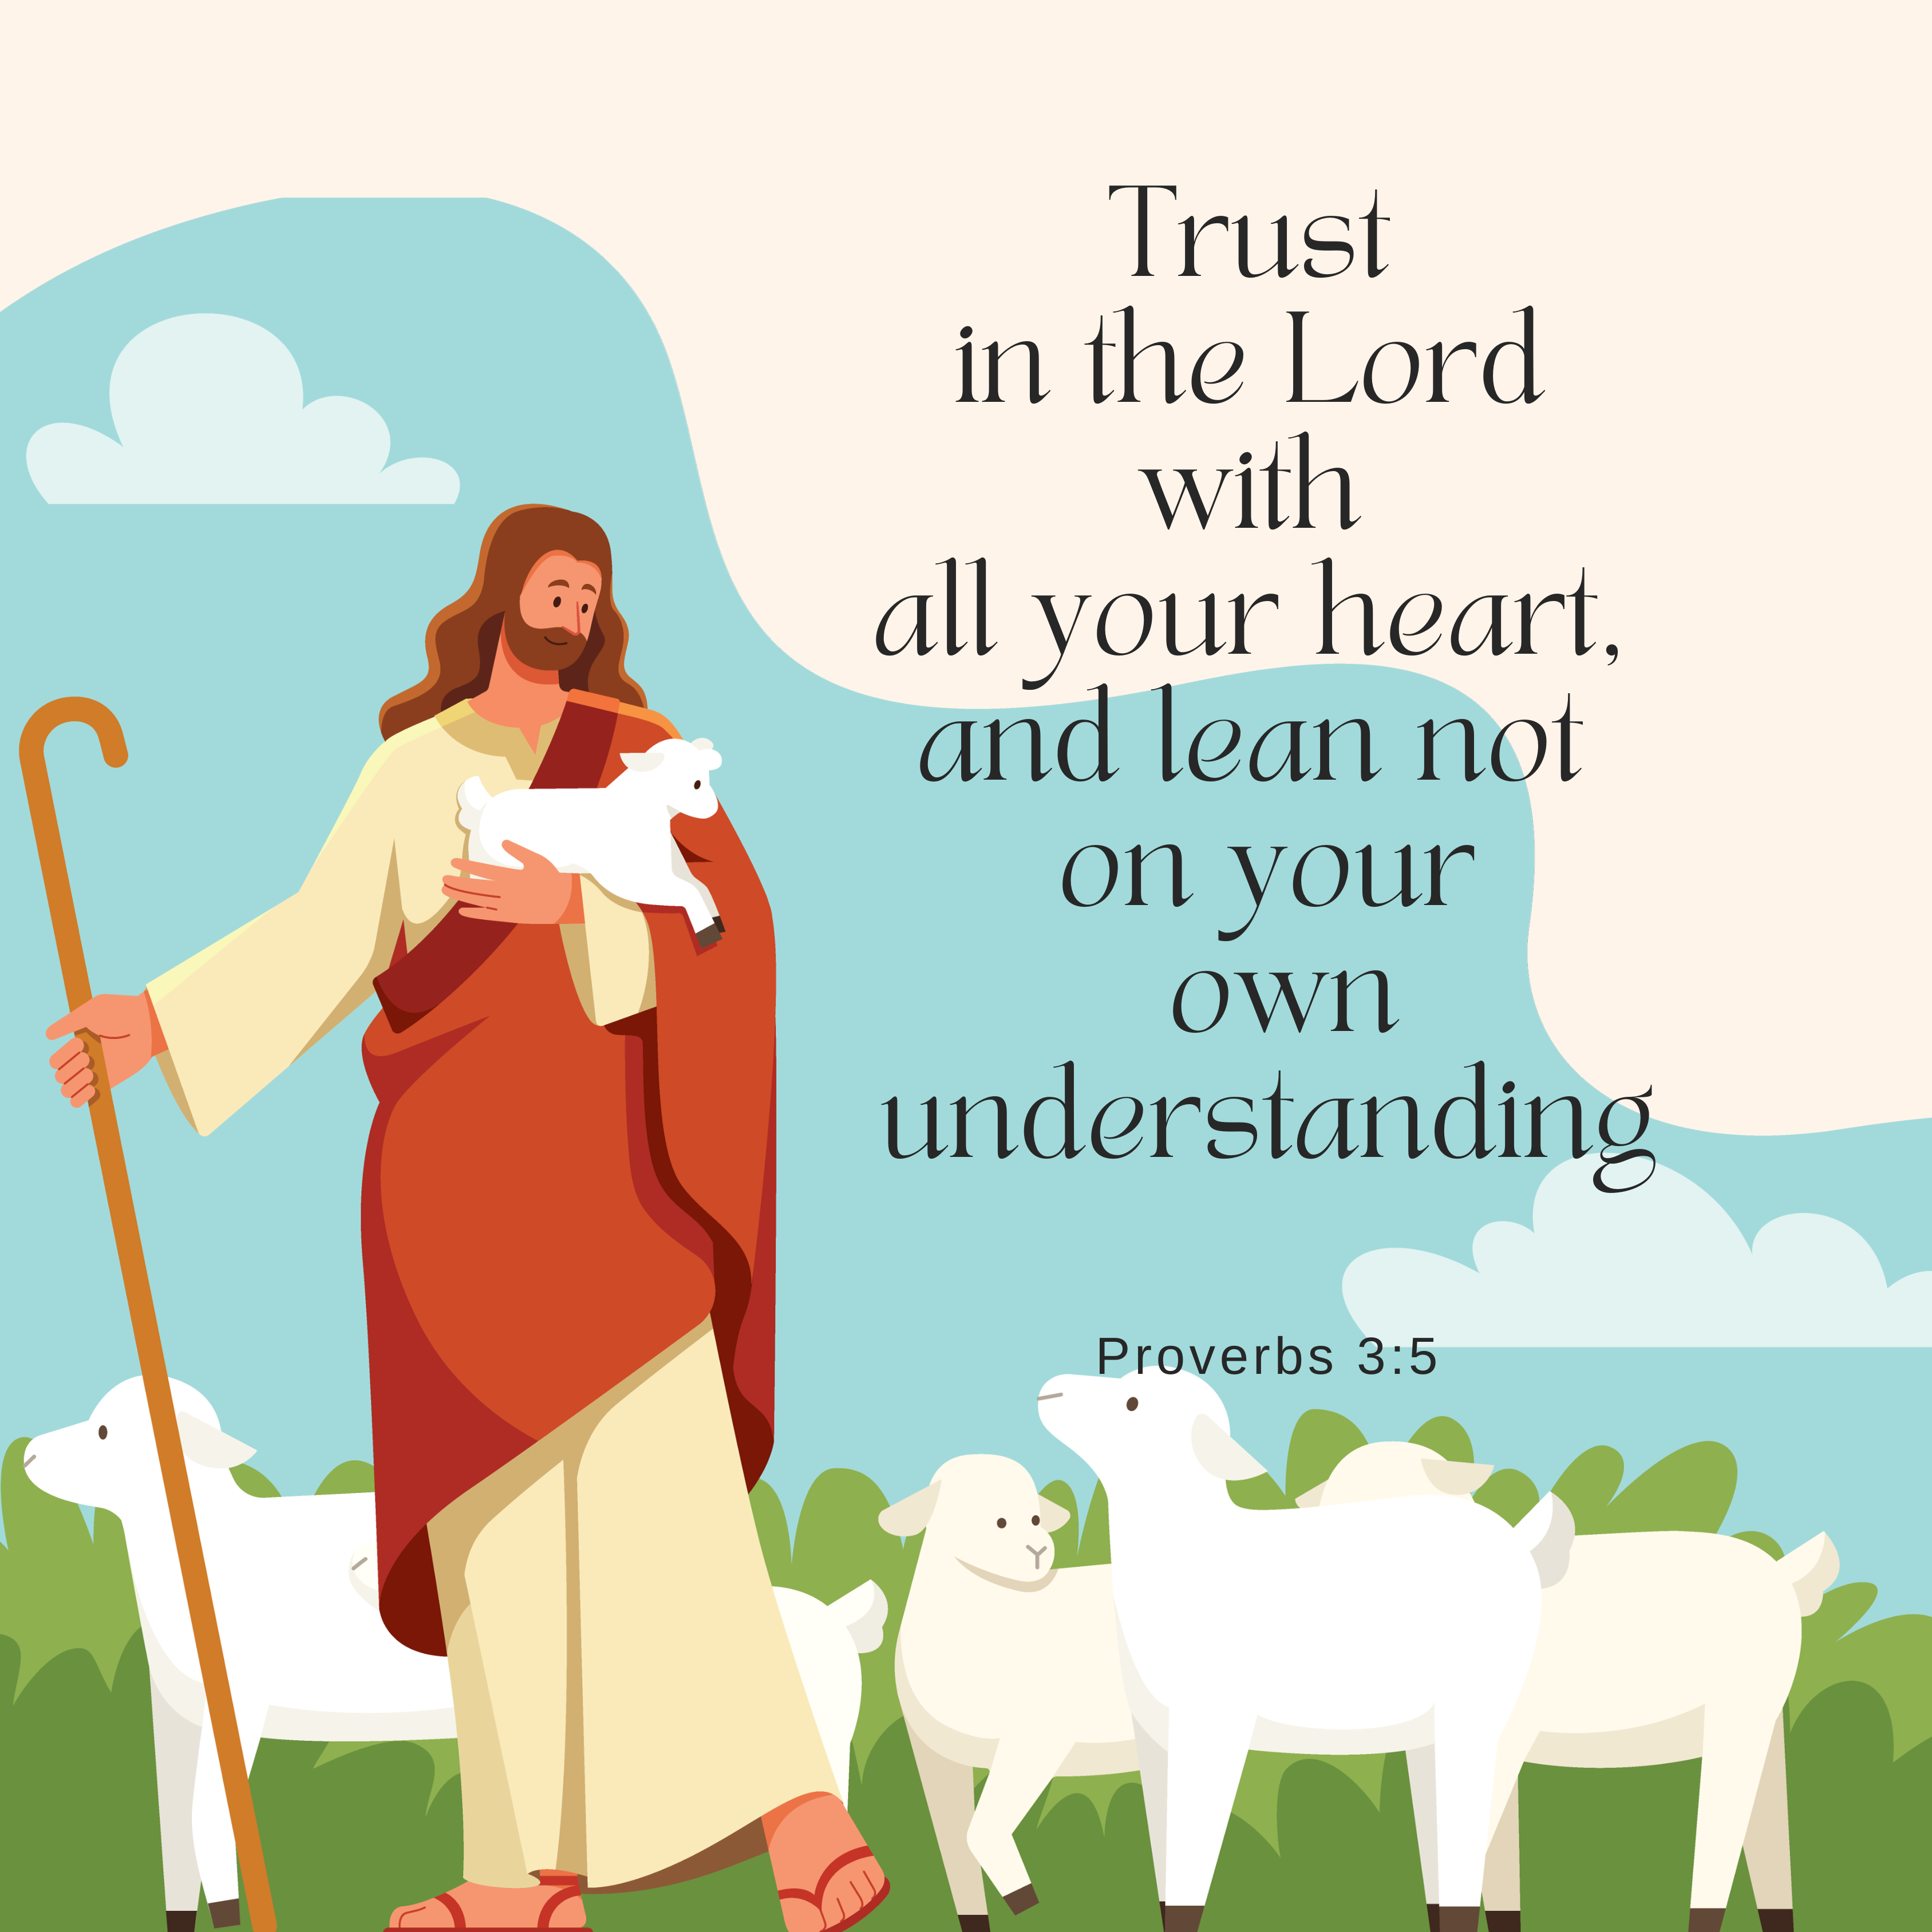 Trust
in the Lord
with
all your heart,
and lean not
on your
own
understanding
Proverbs 3:5